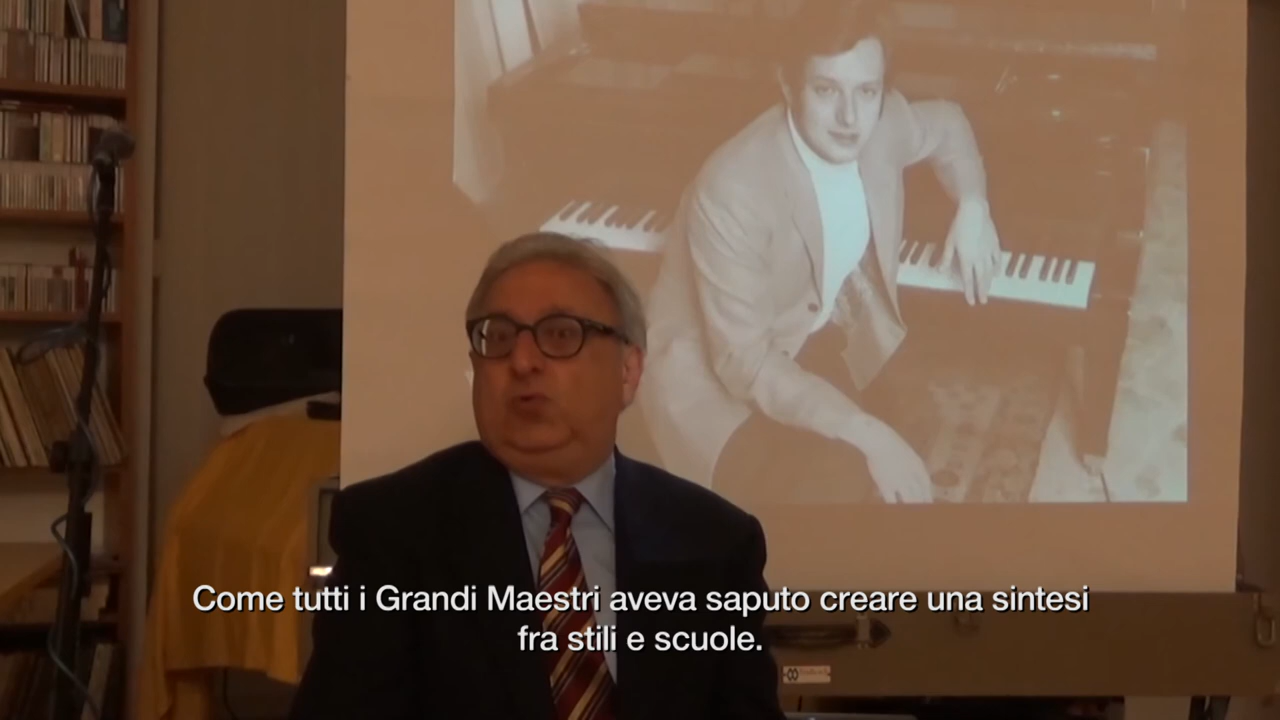 Come tutti i Grandi Maestri aveva saputo creare una sintesi
fra stili e scuole.